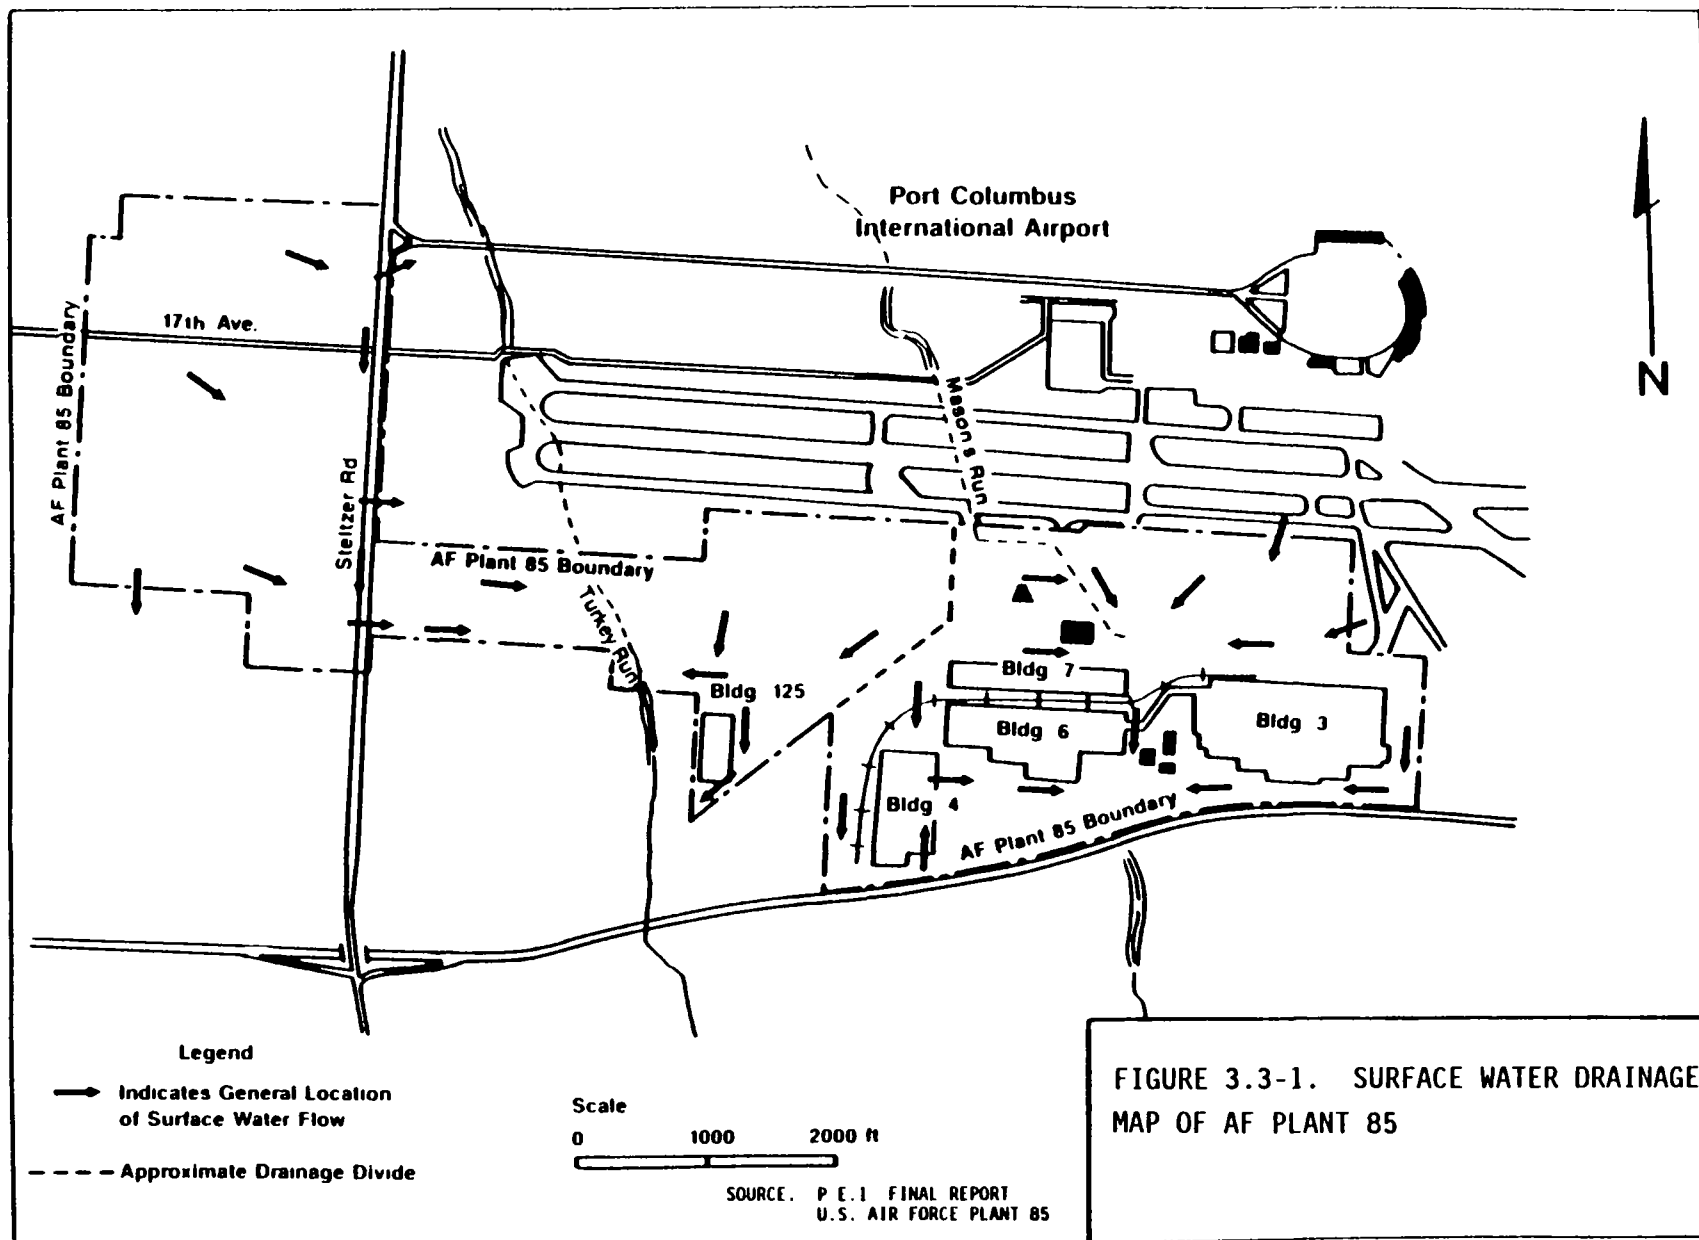 Port Columbus
International Airport
N
17th Ave.
AF Plant 85 Boundary
Steltzer Rd
Masons Run
AF Plant 85 Boundary
Turkey Run
Bldg 125
Bldg 7
Bldg 6
Bldg 3
Bldg 4
AF Plant 85 Boundary
Legend
Indicates General Location
of Surface Water Flow
Approximate Drainage Divide
Scale
0 1000 2000 ft
SOURCE. P E.I FINAL REPORT
U.S. AIR FORCE PLANT 85
FIGURE 3.3-1. SURFACE WATER DRAINAGE
MAP OF AF PLANT 85